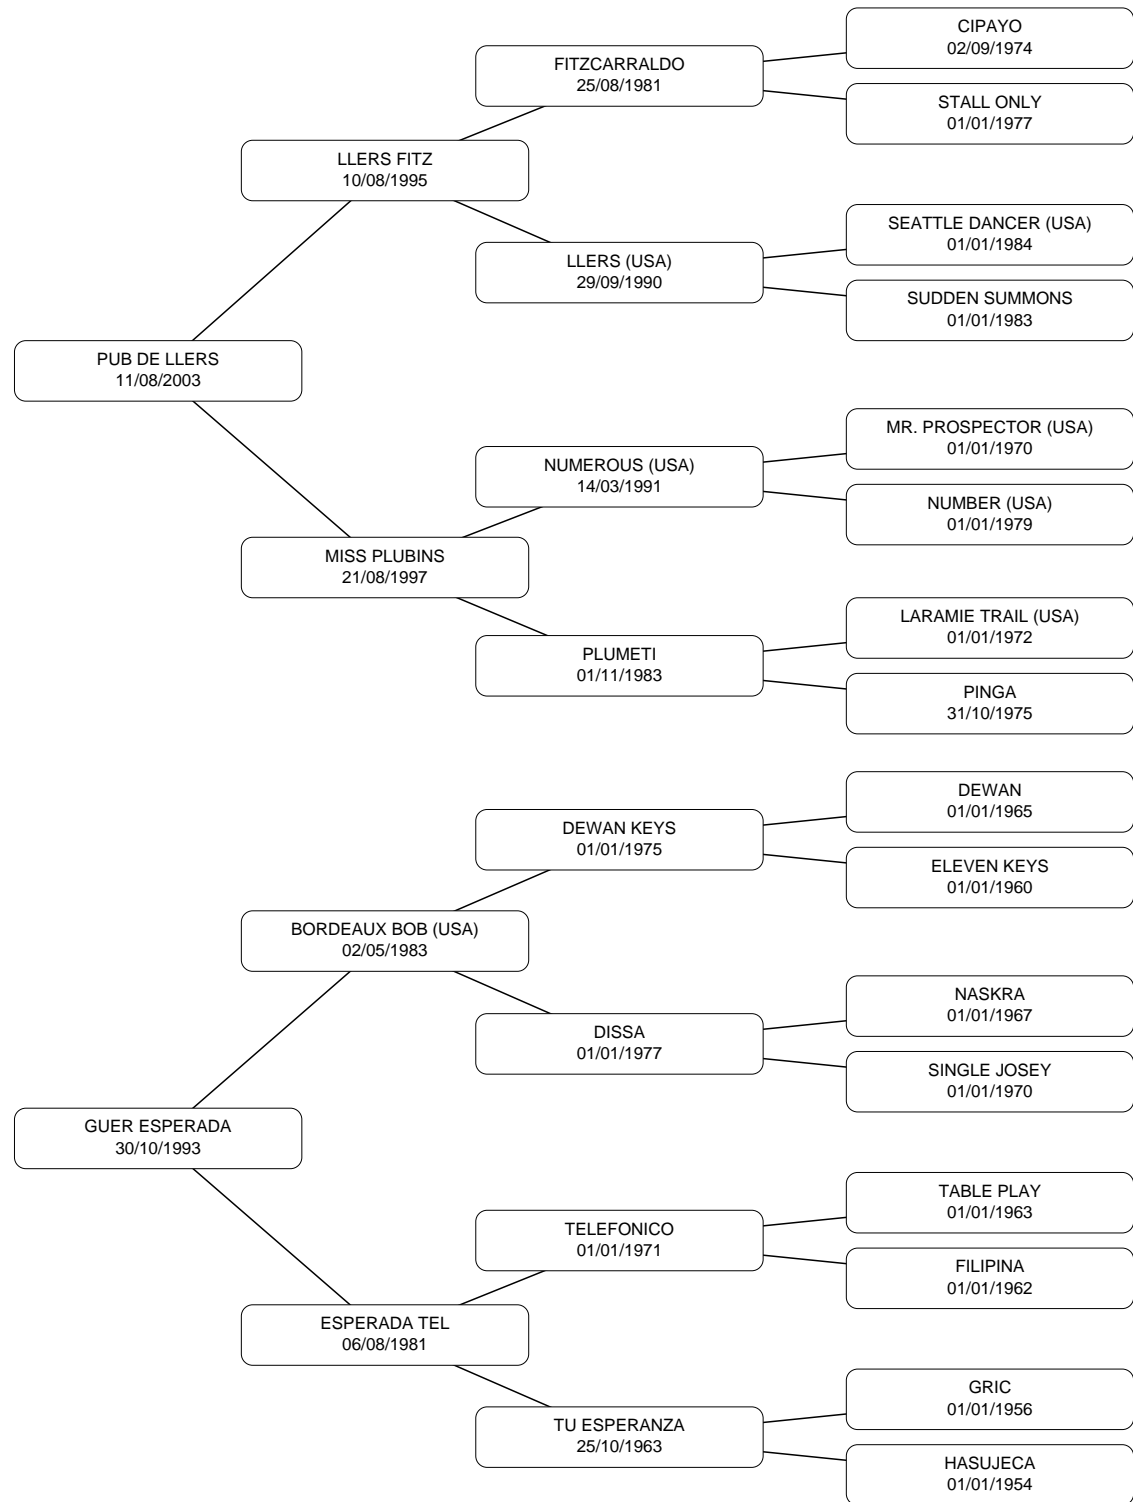 CIPAYO
02/09/1974
FITZCARRALDO
25/08/1981
STALL ONLY
01/01/1977
LLERS FITZ
10/08/1995
SEATTLE DANCER (USA)
01/01/1984
LLERS (USA)
29/09/1990
SUDDEN SUMMONS
01/01/1983
PUB DE LLERS
11/08/2003
MR. PROSPECTOR (USA)
01/01/1970
NUMEROUS (USA)
14/03/1991
NUMBER (USA)
01/01/1979
MISS PLUBINS
21/08/1997
LARAMIE TRAIL (USA)
01/01/1972
PLUMETI
01/11/1983
PINGA
31/10/1975
DEWAN
01/01/1965
DEWAN KEYS
01/01/1975
ELEVEN KEYS
01/01/1960
BORDEAUX BOB (USA)
02/05/1983
NASKRA
01/01/1967
DISSA
01/01/1977
SINGLE JOSEY
01/01/1970
GUER ESPERADA
30/10/1993
TABLE PLAY
01/01/1963
TELEFONICO
01/01/1971
FILIPINA
01/01/1962
ESPERADA TEL
06/08/1981
GRIC
01/01/1956
TU ESPERANZA
25/10/1963
HASUJECA
01/01/1954